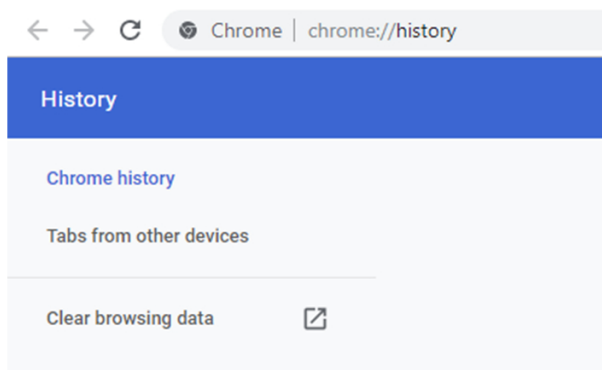 Chrome | chrome://history
History
Chrome history
Tabs from other devices
Clear browsing data